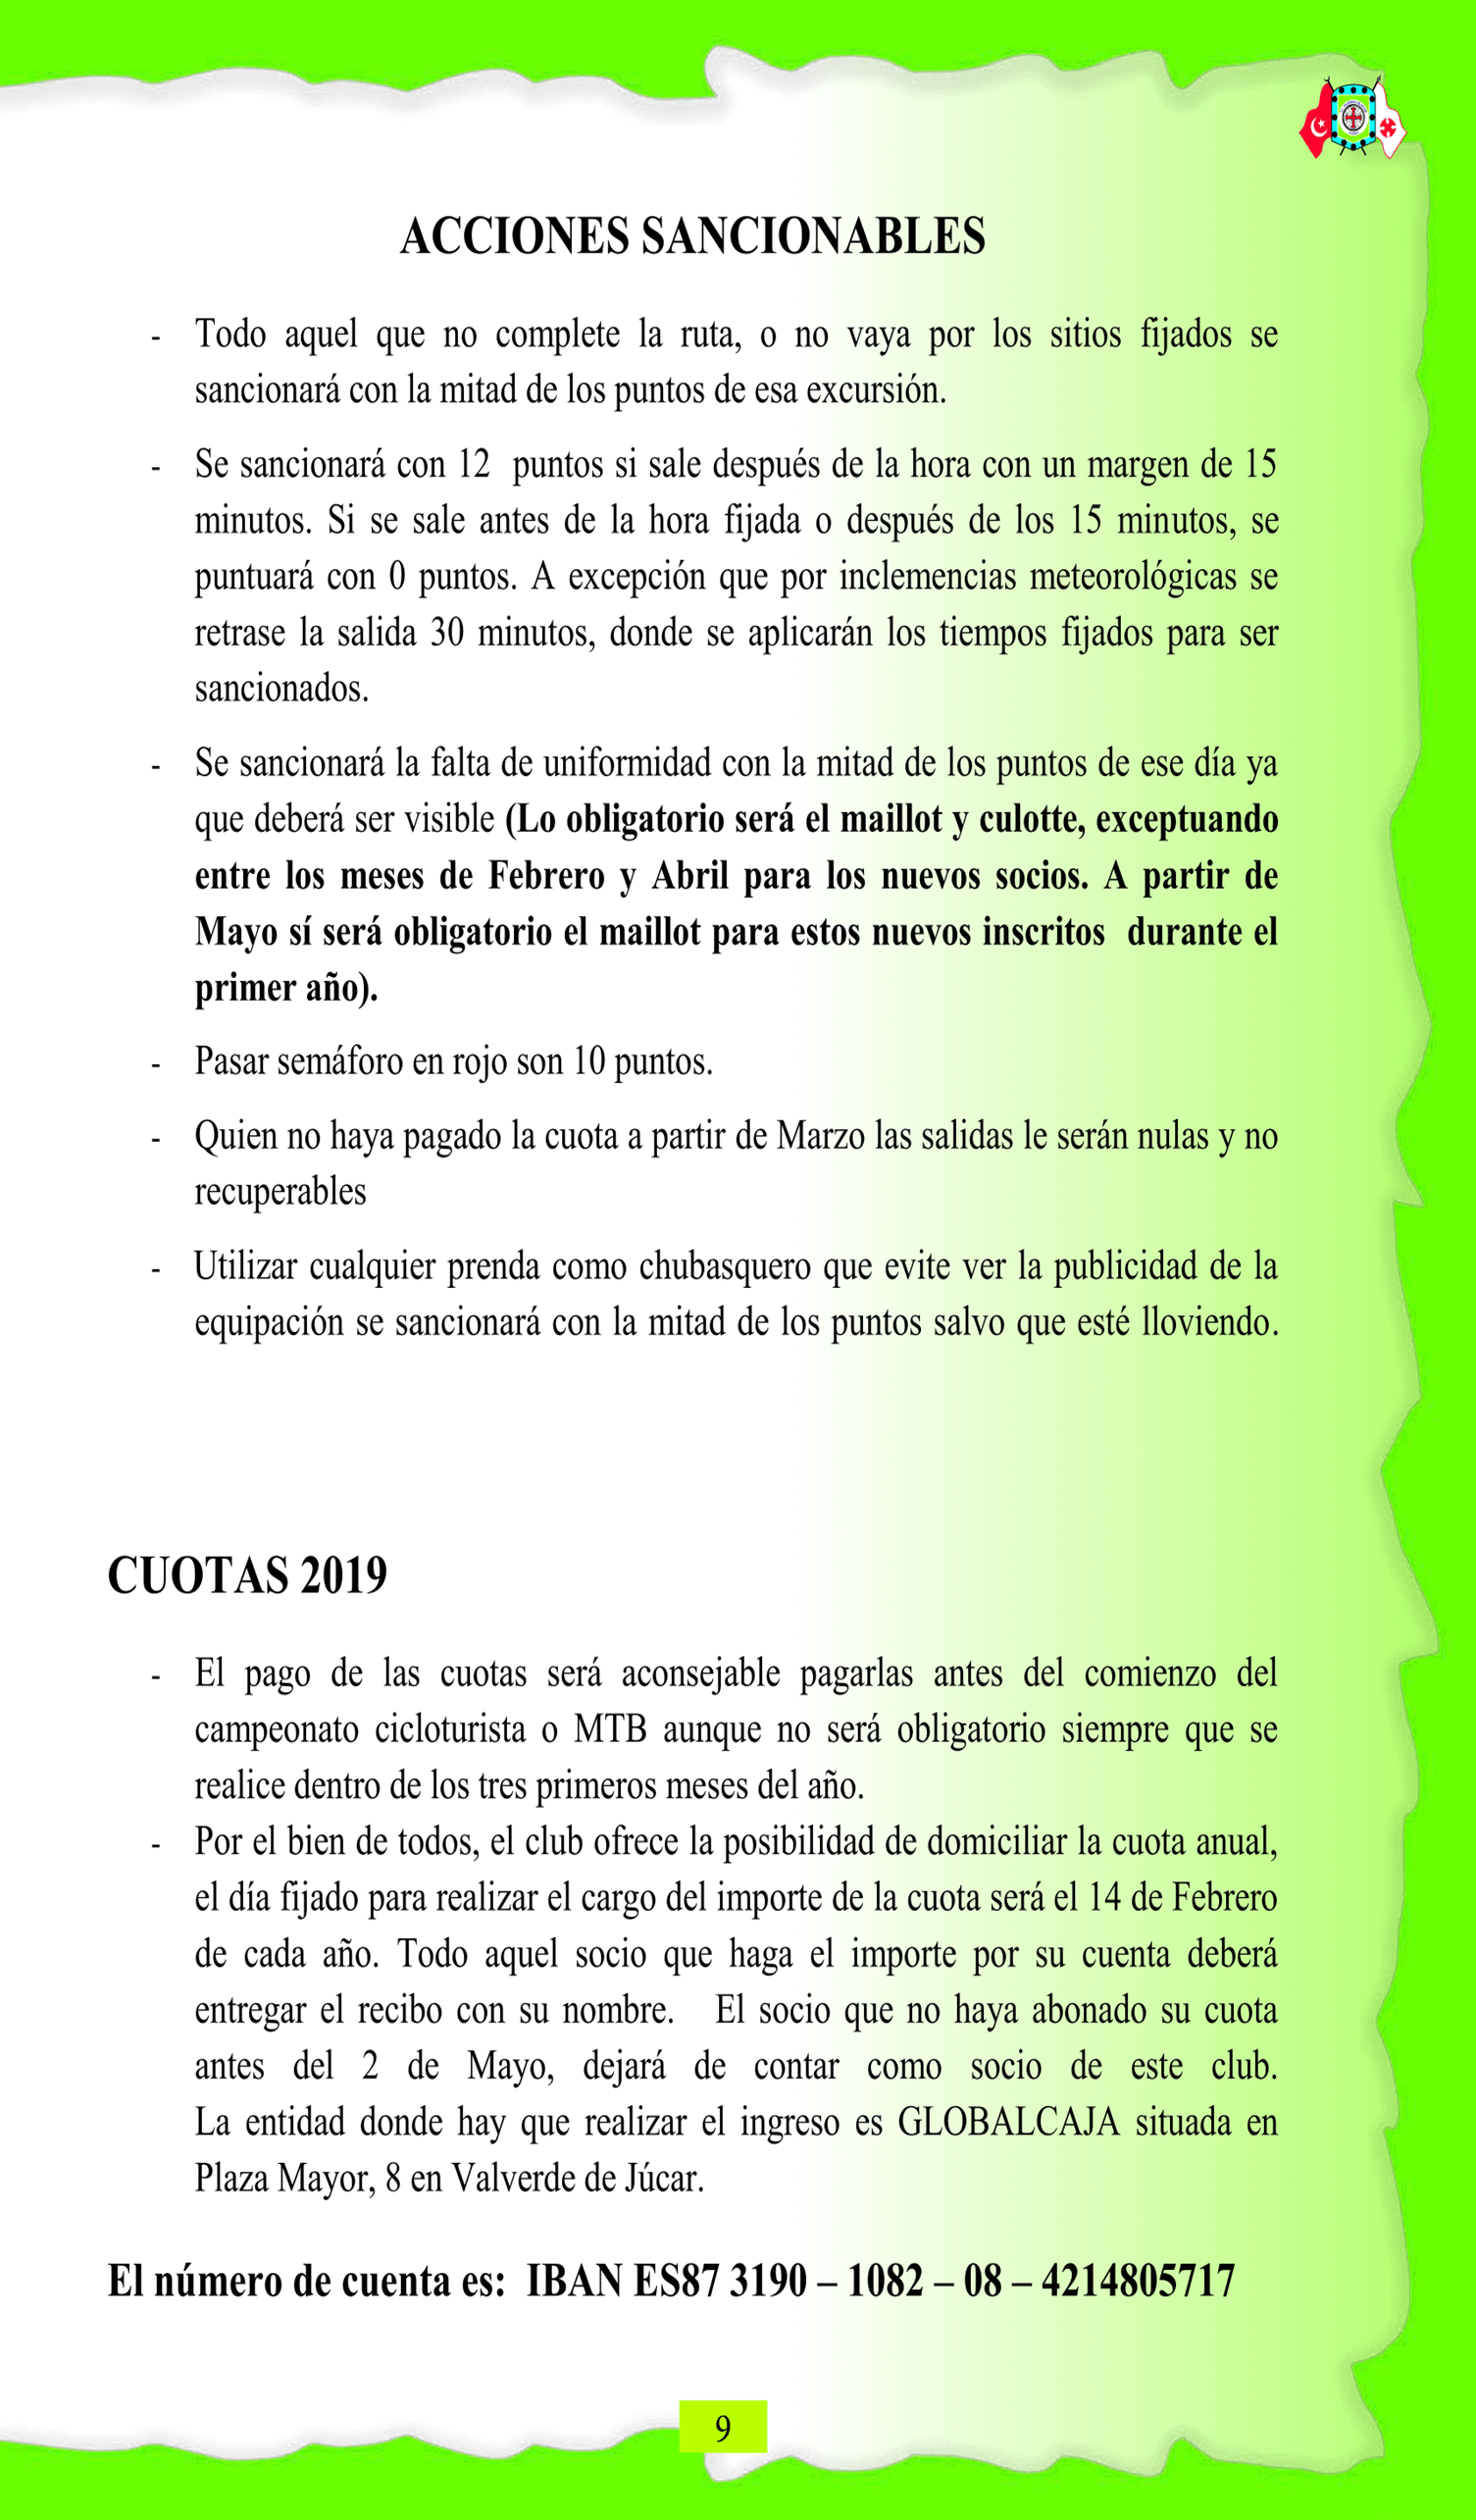 ACCIONES SANCIONABLES
- Todo aquel que no complete la ruta, o no vaya por los sitios fijados se
sancionará con la mitad de los puntos de esa excursión.
- Se sancionará con 12  puntos si sale después de la hora con un margen de 15
minutos. Si se sale antes de la hora fijada o después de los 15 minutos, se
puntuará con 0 puntos. A excepción que por inclemencias meteorológicas se
retrase la salida 30 minutos, donde se aplicarán los tiempos fijados para ser
sancionados.
- Se sancionará la falta de uniformidad con la mitad de los puntos de ese día ya
que deberá ser visible (Lo obligatorio será el maillot y culotte, exceptuando
entre los meses de Febrero y Abril para los nuevos socios. A partir de
Mayo sí será obligatorio el maillot para estos nuevos inscritos  durante el
primer año).
- Pasar semáforo en rojo son 10 puntos.
- Quien no haya pagado la cuota a partir de Marzo las salidas le serán nulas y no
recuperables
- Utilizar cualquier prenda como chubasquero que evite ver la publicidad de la
equipación se sancionará con la mitad de los puntos salvo que esté lloviendo.
CUOTAS 2019
- El pago de las cuotas será aconsejable pagarlas antes del comienzo del
campeonato cicloturista o MTB aunque no será obligatorio siempre que se
realice dentro de los tres primeros meses del año.
- Por el bien de todos, el club ofrece la posibilidad de domiciliar la cuota anual,
el día fijado para realizar el cargo del importe de la cuota será el 14 de Febrero
de cada año. Todo aquel socio que haga el importe por su cuenta deberá
entregar el recibo con su nombre.   El socio que no haya abonado su cuota
antes del 2 de Mayo, dejará de contar como socio de este club.
La entidad donde hay que realizar el ingreso es GLOBALCAJA situada en
Plaza Mayor, 8 en Valverde de Júcar.
El número de cuenta es:  IBAN ES87 3190 – 1082 – 08 – 4214805717
9